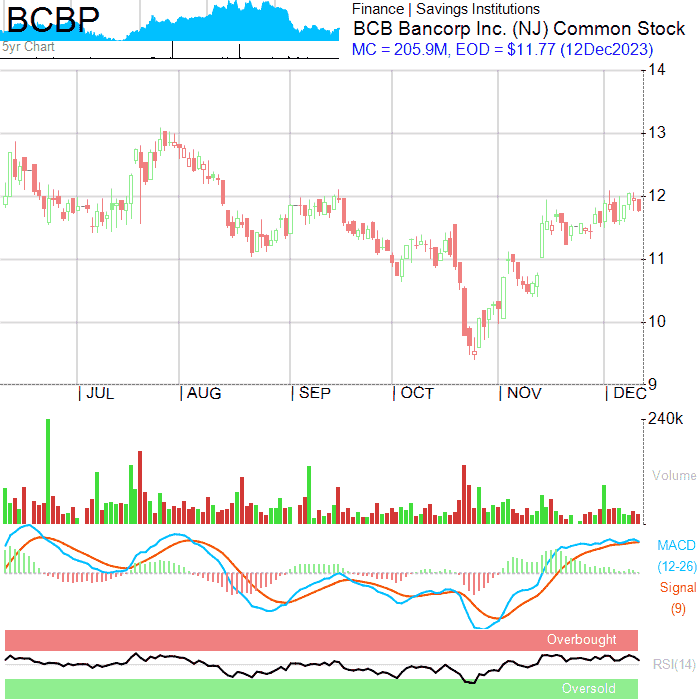 BCBP
5yr Chart
Finance | Savings Institutions
BCB Bancorp Inc. (NJ) Common Stock
MC = 205.9M, EOD = $11.77 (12Dec2023)
14
13
12
11
10
9
| JUL | AUG | SEP | OCT | NOV | DEC
240k
Volume
MACD
(12-26)
Signal
(9)
Overbought
RSI(14)
Oversold